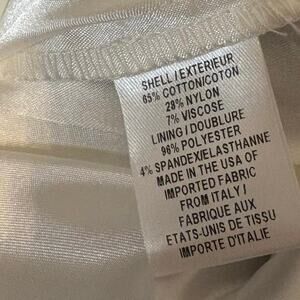 SHELL / EXTERIEUR
65% COTTON/COTON
28% NYLON
7% VISCOSE
LINING / DOUBLURE
96% POLYESTER
4% SPANDEX/ELASTHANNE
MADE IN THE USA OF
IMPORTED FABRIC
FROM ITALY /
FABRIQUE AUX
ETATS-UNIS DE TISSU
IMPORTE D'ITALIE